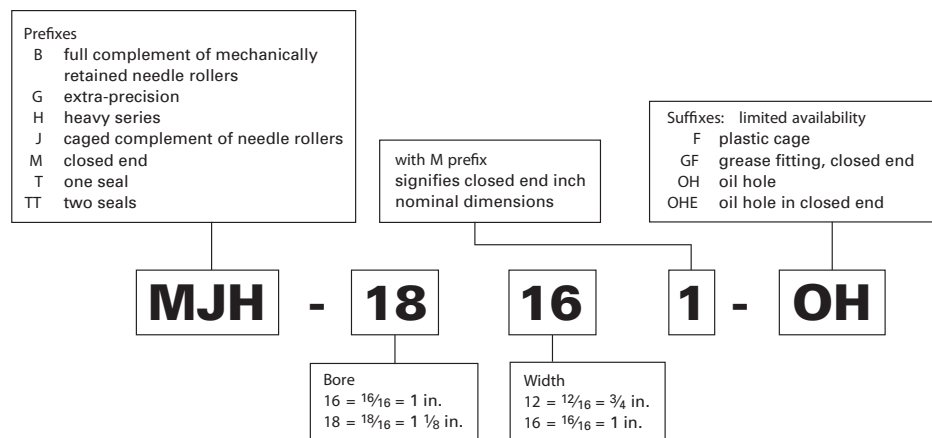 Prefixes
B full complement of mechanically
retained needle rollers
G extra-precision
H heavy series
J caged complement of needle rollers
M closed end
T one seal
TT two seals
with M prefix
signifies closed end inch
nominal dimensions
Suffixes: limited availability
F plastic cage
GF grease fitting, closed end
OH oil hole
OHE oil hole in closed end
MJH - 18 16 1 - OH
Bore
16 = 16/16 = 1 in.
18 = 18/16 = 1 1/8 in.
Width
12 = 12/16 = 3/4 in.
16 = 16/16 = 1 in.